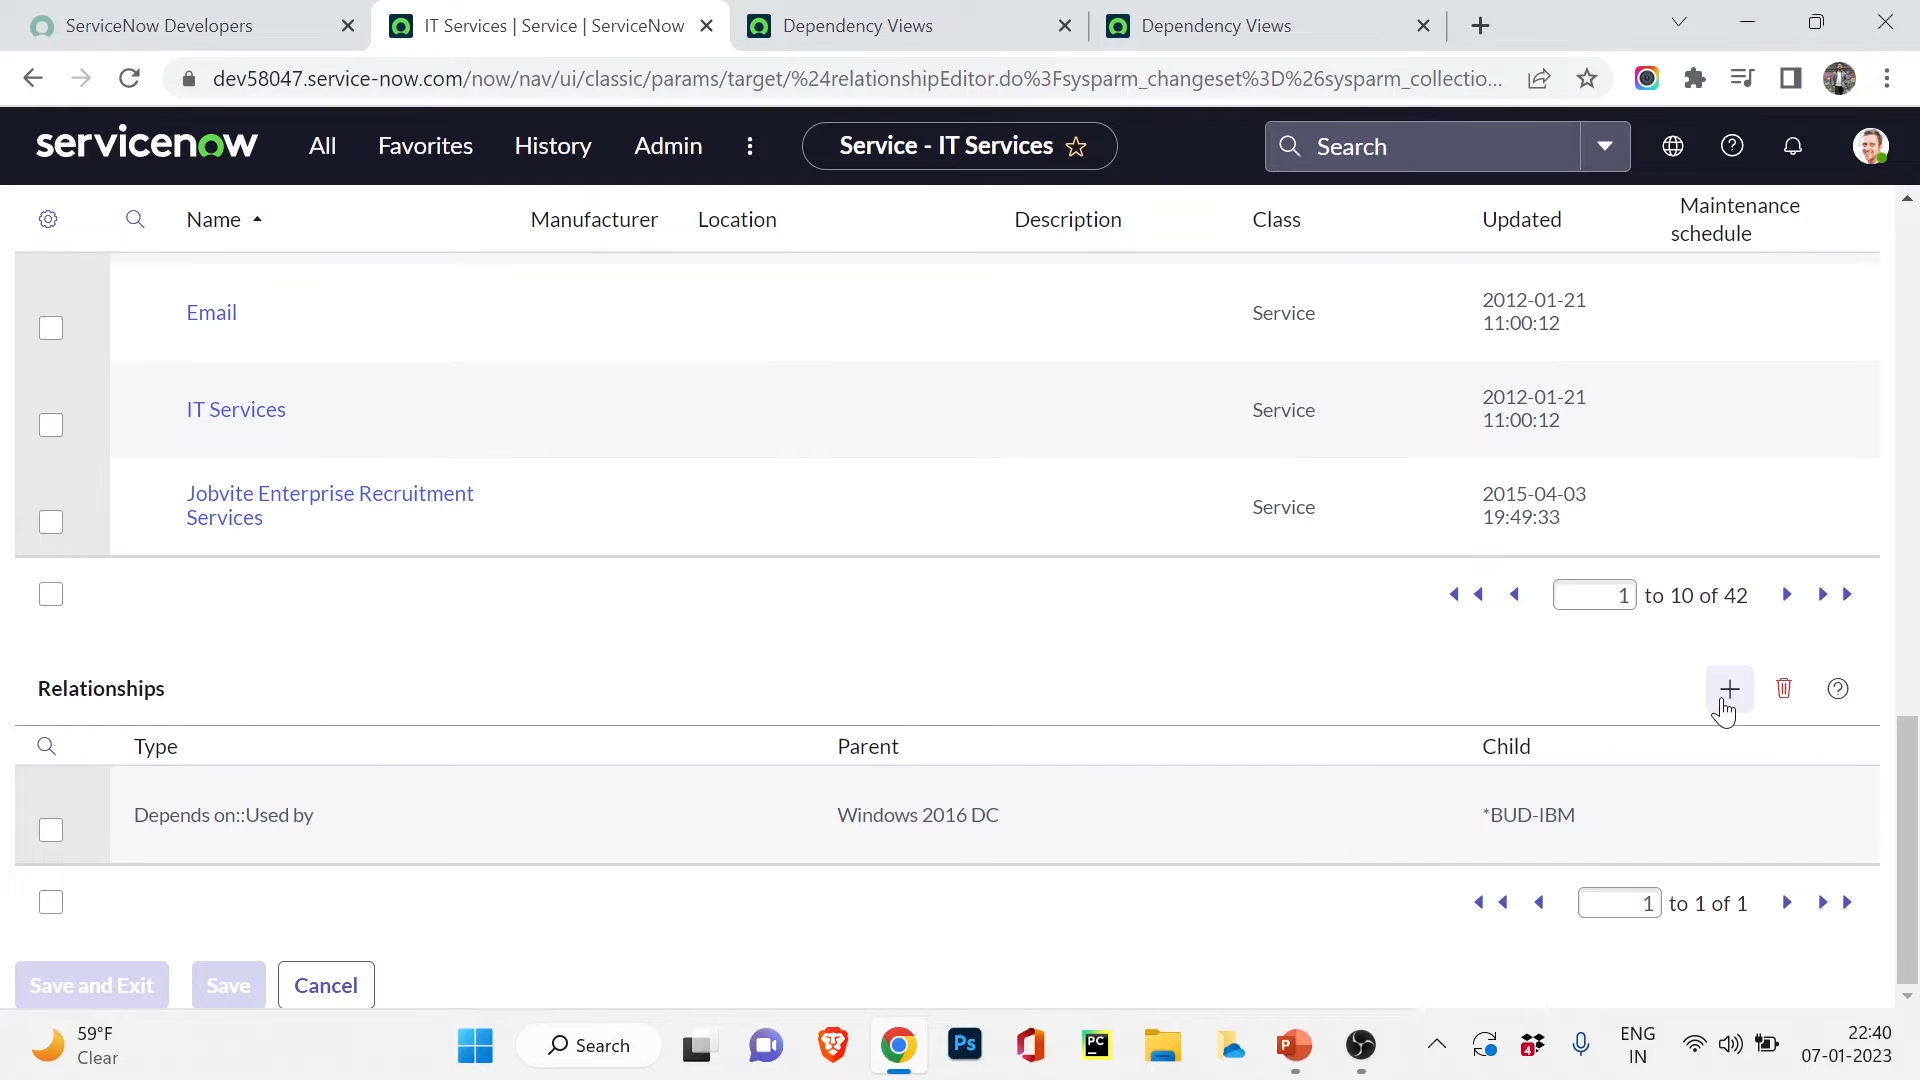 ServiceNow Developers
IT Services | Service | ServiceNow
Dependency Views
Dependency Views
dev58047.service-now.com/now/nav/ui/classic/params/target/%24relationshipEditor.do%3Fsysparm_changeset%3D%26sysparm_collectio...
servicenow
All
Favorites
History
Admin
Service - IT Services
Search
Name
Manufacturer
Location
Description
Class
Updated
Maintenance
schedule
Email
Service
2012-01-21
11:00:12
IT Services
Service
2012-01-21
11:00:12
Jobvite Enterprise Recruitment
Services
Service
2015-04-03
19:49:33
1 to 10 of 42
Relationships
Type
Parent
Child
Depends on::Used by
Windows 2016 DC
*BUD-IBM
1 to 1 of 1
Save and Exit
Save
Cancel
59°F
Clear
Search
Ps
PC
P
4
ENG
IN
22:40
07-01-2023